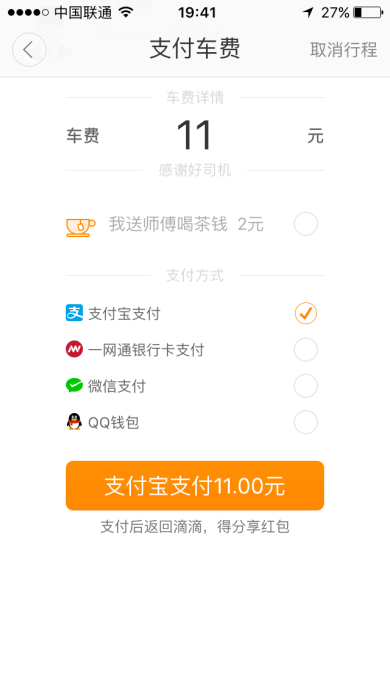 中国联通 19:41 27%
支付车费 取消行程
车费详情
车费 11 元
感谢好司机
我送师傅喝茶钱 2元
支付方式
支 支付宝支付
一网通银行卡支付
微信支付
QQ钱包
支付宝支付11.00元
支付后返回滴滴，得分享红包